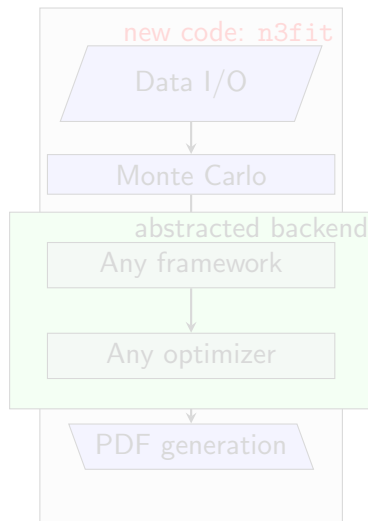 new code: n3fit
Data I/O
Monte Carlo
abstracted backend
Any framework
Any optimizer
PDF generation